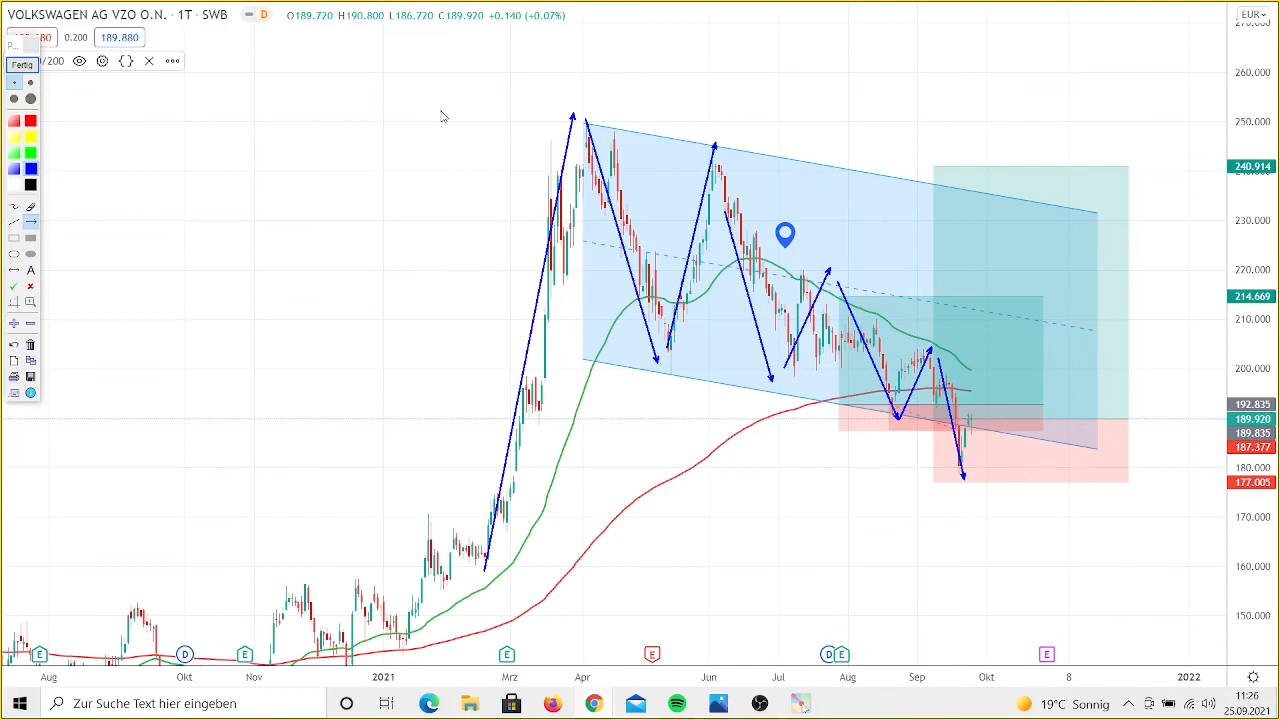 VOLKSWAGEN AG VZO O.N. · 1T · SWB
D
O189.720 H190.800 L186.720 C189.920 +0.140 (+0.07%)
EUR
0.200
189.880
P...
/200
Fertig
260.000
250.000
240.914
230.000
220.000
214.669
210.000
200.000
192.835
189.920
189.835
187.377
180.000
177.005
170.000
160.000
150.000
A
E D E E E D E E
Aug Okt Nov 2021 Mrz Apr Jun Jul Aug Sep Okt 8 2022
Zur Suche Text hier eingeben
19°C Sonnig
11:26
25.09.2021